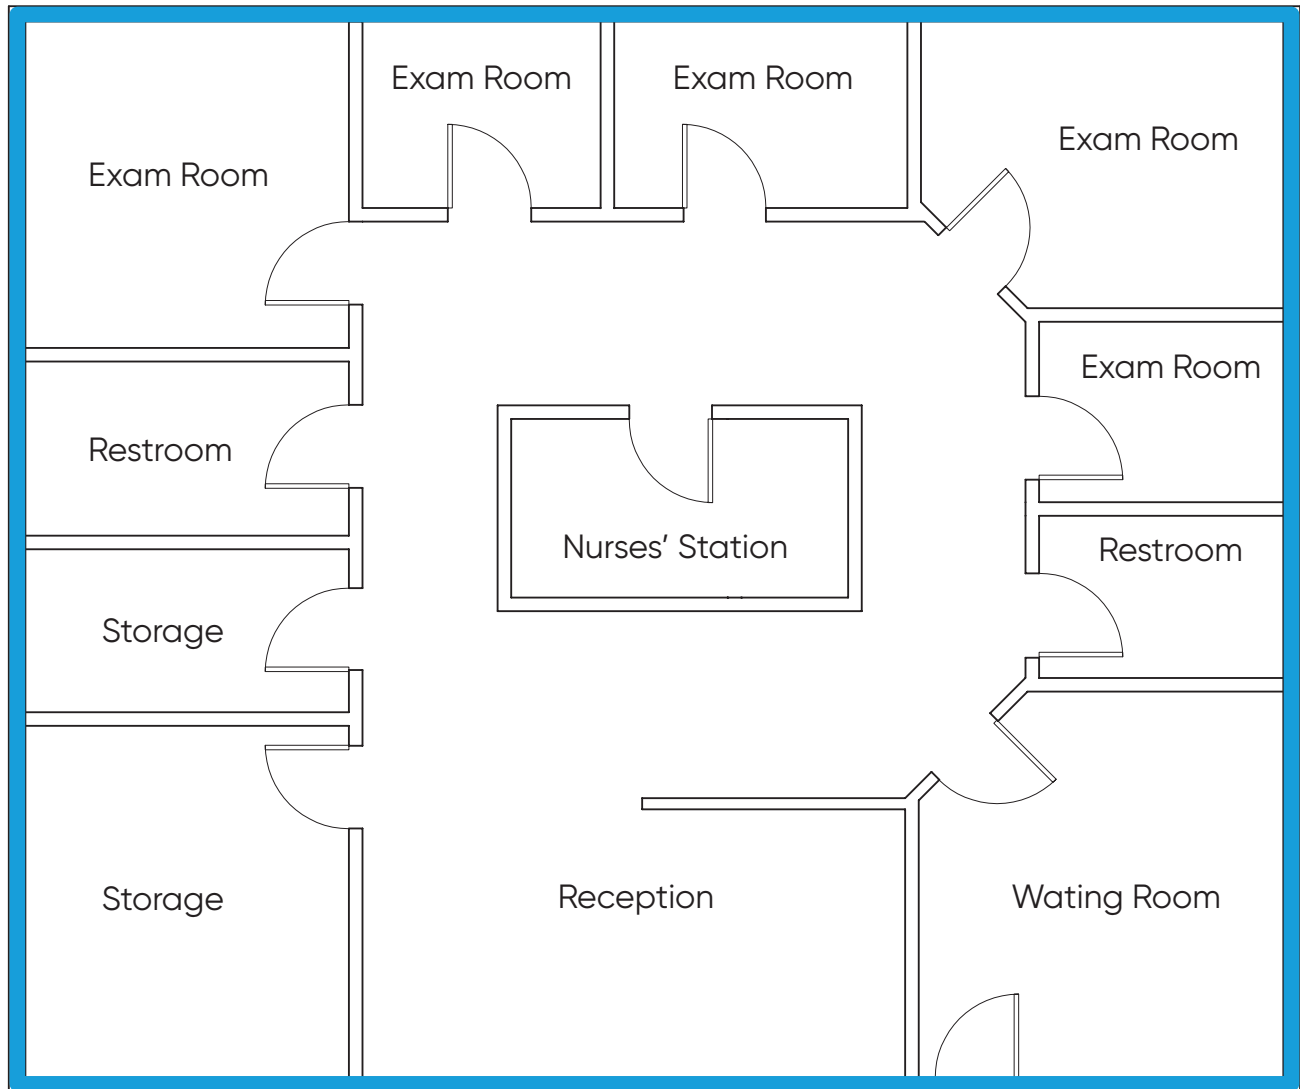 Exam Room
Exam Room
Exam Room
Exam Room
Exam Room
Restroom
Nurses’ Station
Restroom
Storage
Storage
Reception
Wating Room